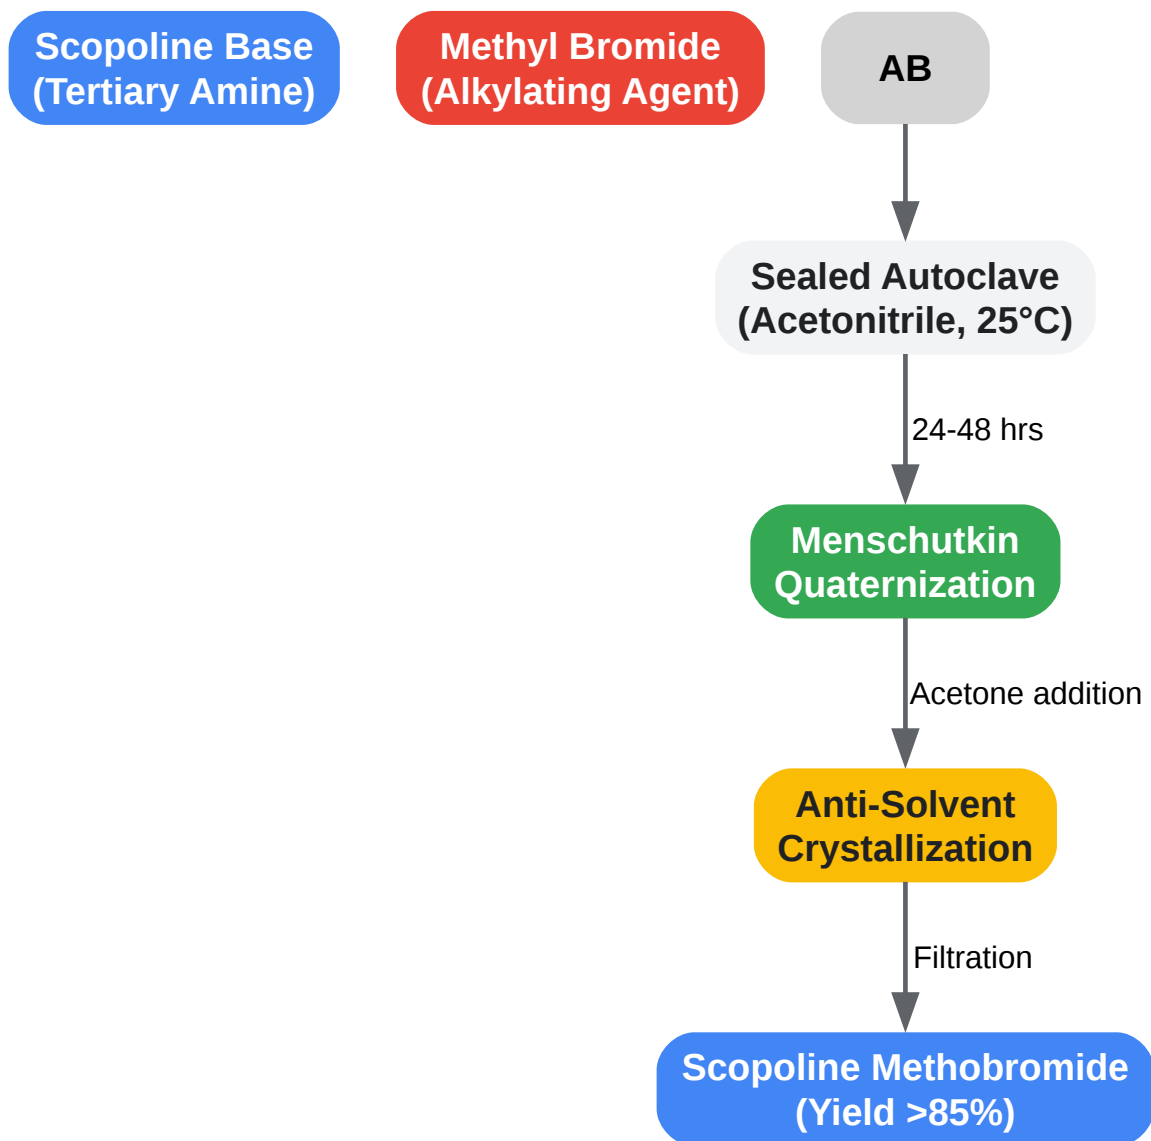 Scopoline Base
(Tertiary Amine)
Methyl Bromide
(Alkylating Agent)
AB
Sealed Autoclave
(Acetonitrile, 25°C)
24-48 hrs
Menschutkin
Quaternization
Acetone addition
Anti-Solvent
Crystallization
Filtration
Scopoline Methobromide
(Yield >85%)